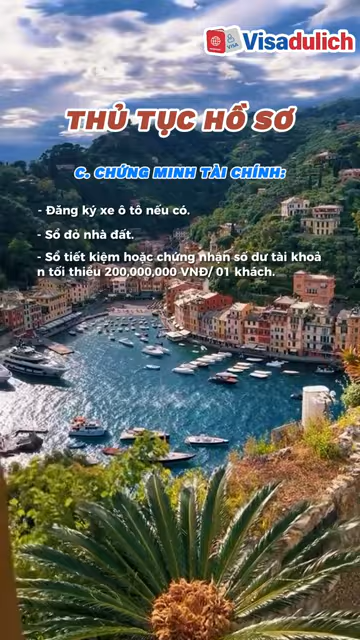 VISA
Visadulich
THỦ TỤC HỒ SƠ
C. CHỨNG MINH TÀI CHÍNH:
- Đăng ký xe ô tô nếu có.
- Sổ đỏ nhà đất.
- Sổ tiết kiệm hoặc chứng nhận số dư tài khoả
n tối thiểu 200,000,000 VNĐ/ 01 khách.